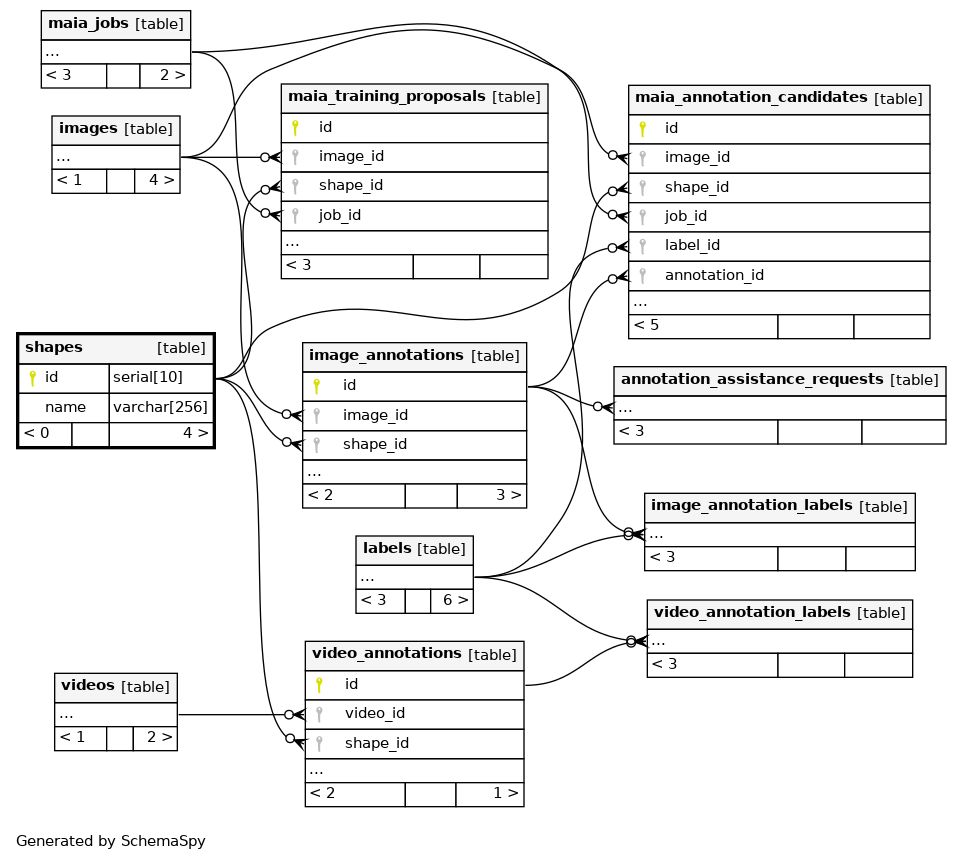 maia_jobs [table]
...
< 3 2 >
images [table]
...
< 1 4 >
maia_training_proposals [table]
id
image_id
shape_id
job_id
...
< 3
maia_annotation_candidates [table]
id
image_id
shape_id
job_id
label_id
annotation_id
...
< 5
shapes [table]
id serial[10]
name varchar[256]
< 0 4 >
image_annotations [table]
id
image_id
shape_id
...
< 2 3 >
annotation_assistance_requests [table]
...
< 3
image_annotation_labels [table]
...
< 3
labels [table]
...
< 3 6 >
video_annotation_labels [table]
...
< 3
video_annotations [table]
id
video_id
shape_id
...
< 2 1 >
videos [table]
...
< 1 2 >
Generated by SchemaSpy